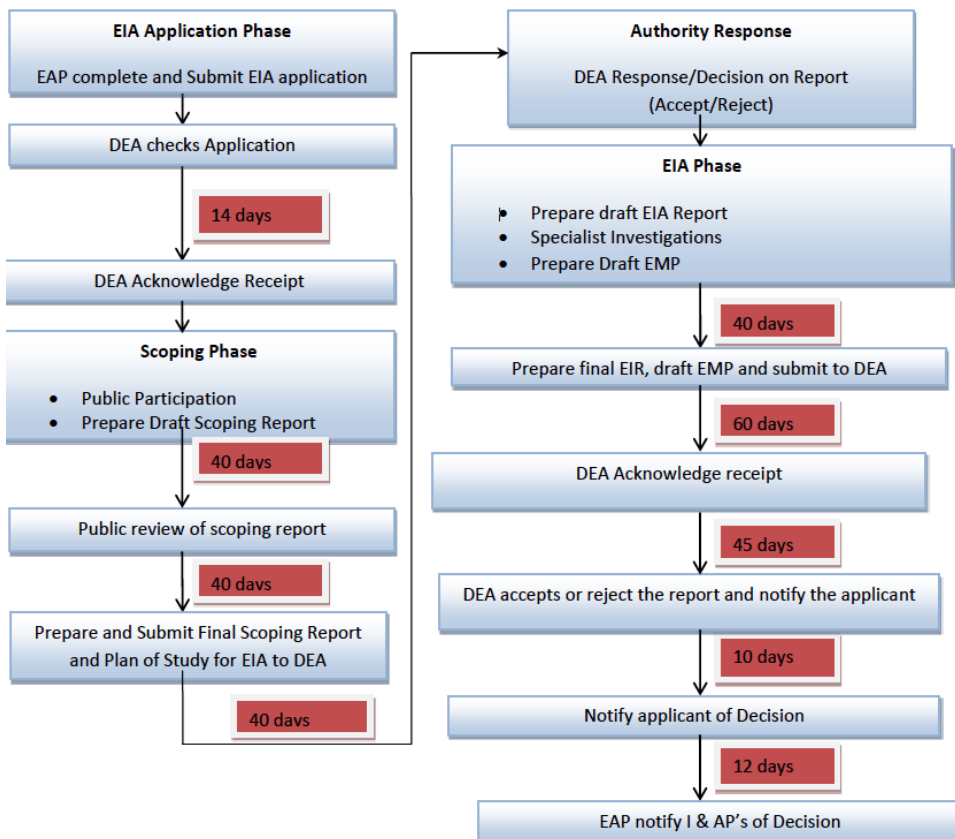 EIA Application Phase
EAP complete and Submit EIA application
DEA checks Application
14 days
DEA Acknowledge Receipt
Scoping Phase
• Public Participation
• Prepare Draft Scoping Report
40 days
Public review of scoping report
40 days
Prepare and Submit Final Scoping Report
and Plan of Study for EIA to DEA
40 days
Authority Response
DEA Response/Decision on Report
(Accept/Reject)
EIA Phase
• Prepare draft EIA Report
• Specialist Investigations
• Prepare Draft EMP
40 days
Prepare final EIR, draft EMP and submit to DEA
60 days
DEA Acknowledge receipt
45 days
DEA accepts or reject the report and notify the applicant
10 days
Notify applicant of Decision
12 days
EAP notify I & AP's of Decision